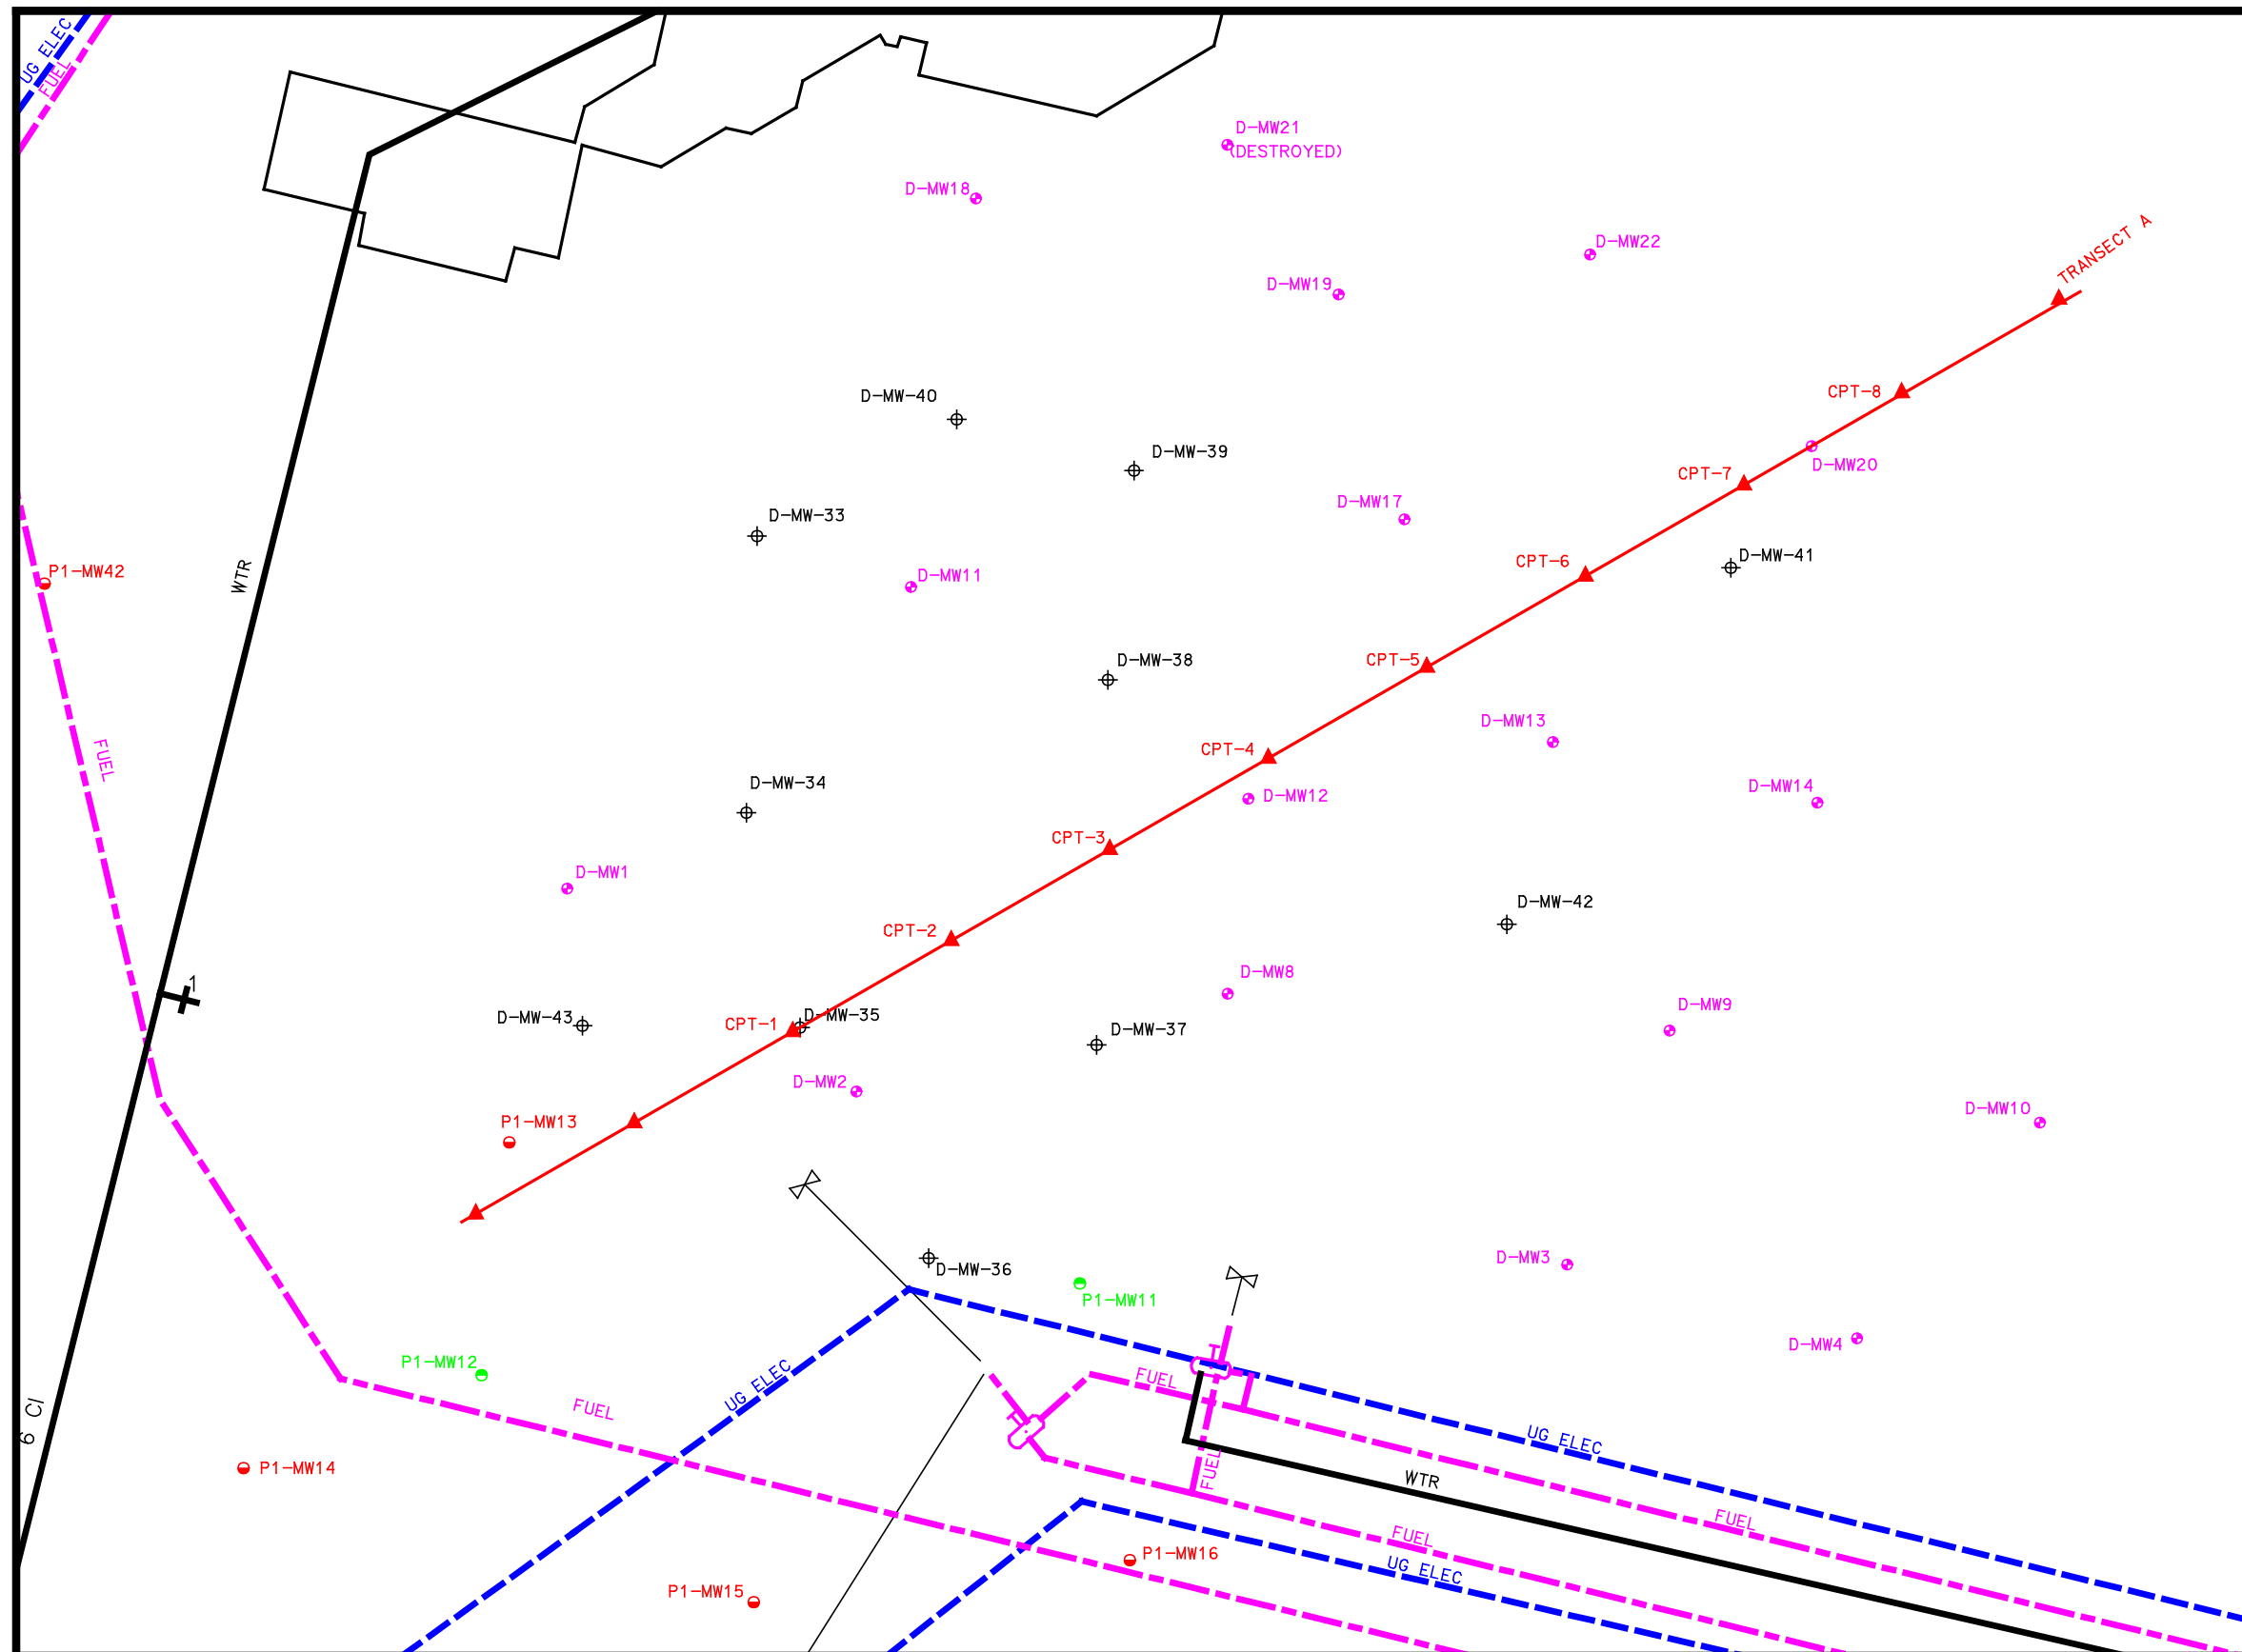 UG ELEC
FUEL
D-MW21
(DESTROYED)
D-MW18
D-MW22
TRANSECT A
D-MW19
CPT-8
D-MW-40
D-MW-39
D-MW20
CPT-7
D-MW17
D-MW-33
CPT-6
D-MW-41
P1-MW42
WTR
D-MW11
D-MW-38
CPT-5
D-MW13
CPT-4
FUEL
D-MW-34
D-MW12
D-MW14
CPT-3
D-MW1
D-MW-42
CPT-2
D-MW8
1
D-MW9
D-MW-43
CPT-1
D-MW-35
D-MW-37
D-MW2
D-MW10
P1-MW13
D-MW3
D-MW-36
P1-MW11
D-MW4
P1-MW12
UG ELEC
FUEL
FUEL
6 CI
UG ELEC
P1-MW14
FUEL
WTR
FUEL
FUEL
P1-MW16
UG ELEC
P1-MW15